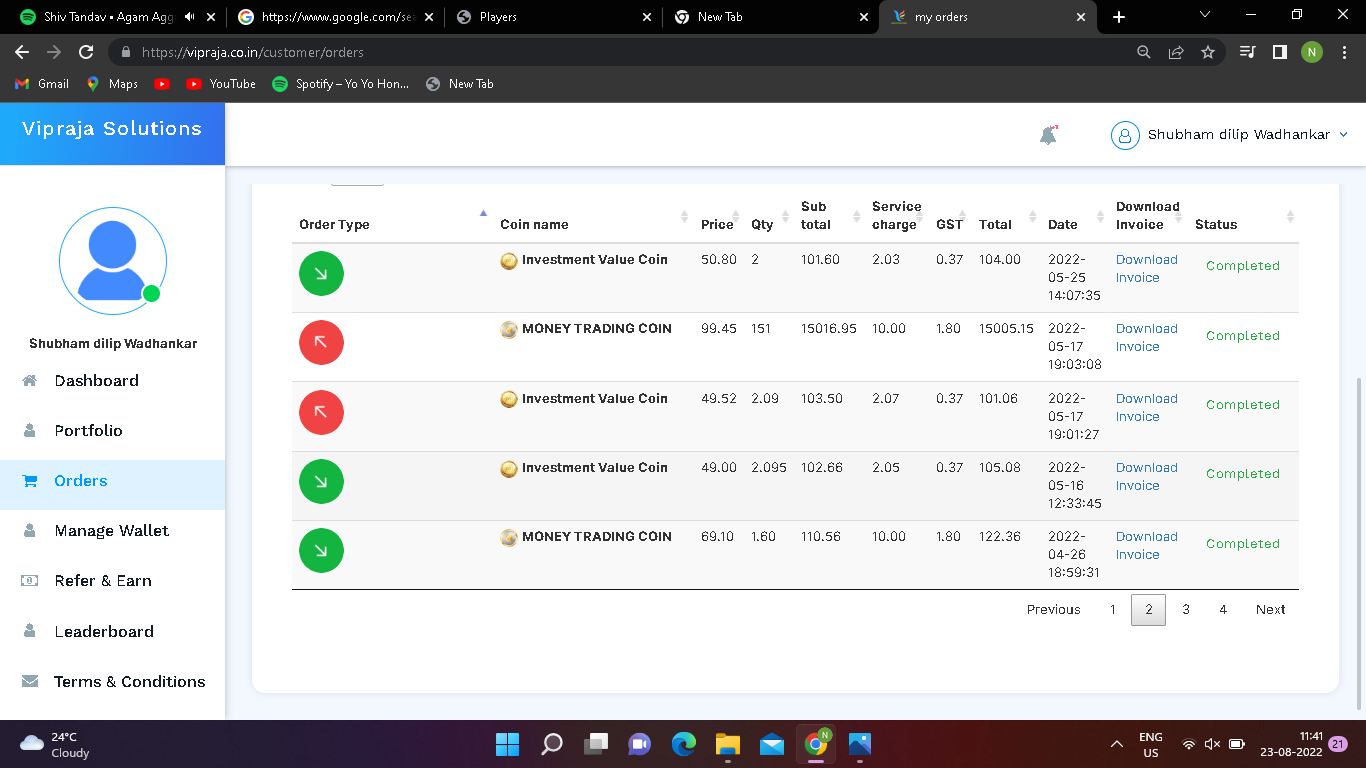 Shiv Tandav • Agam Agg
https://www.google.com/sea
Players
New Tab
my orders
https://vipraja.co.in/customer/orders
N
Gmail
Maps
YouTube
Spotify – Yo Yo Hon...
New Tab
Vipraja Solutions
Shubham dilip Wadhankar
Shubham dilip Wadhankar
Dashboard
Portfolio
Orders
Manage Wallet
Refer & Earn
Leaderboard
Terms & Conditions
Order Type Coin name Price Qty Sub total Service charge GST Total Date Download Invoice Status
Investment Value Coin 50.80 2 101.60 2.03 0.37 104.00 2022-05-25 14:07:35 Download Invoice Completed
MONEY TRADING COIN 99.45 151 15016.95 10.00 1.80 15005.15 2022-05-17 19:03:08 Download Invoice Completed
Investment Value Coin 49.52 2.09 103.50 2.07 0.37 101.06 2022-05-17 19:01:27 Download Invoice Completed
Investment Value Coin 49.00 2.095 102.66 2.05 0.37 105.08 2022-05-16 12:33:45 Download Invoice Completed
MONEY TRADING COIN 69.10 1.60 110.56 10.00 1.80 122.36 2022-04-26 18:59:31 Download Invoice Completed
Previous 1 2 3 4 Next
24°C
Cloudy
N
ENG
US
11:41
23-08-2022
21